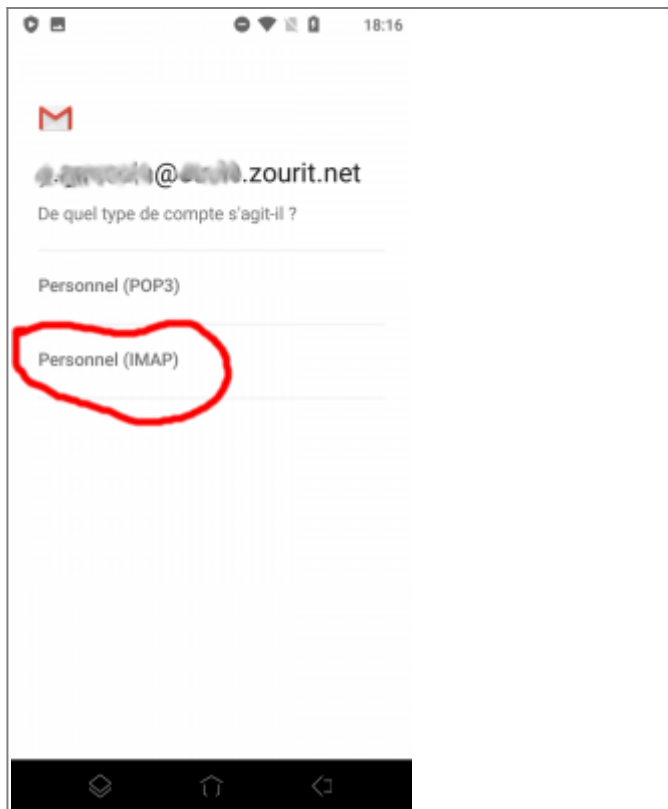 18:16
.zourit.net
De quel type de compte s'agit-il ?
Personnel (POP3)
Personnel (IMAP)